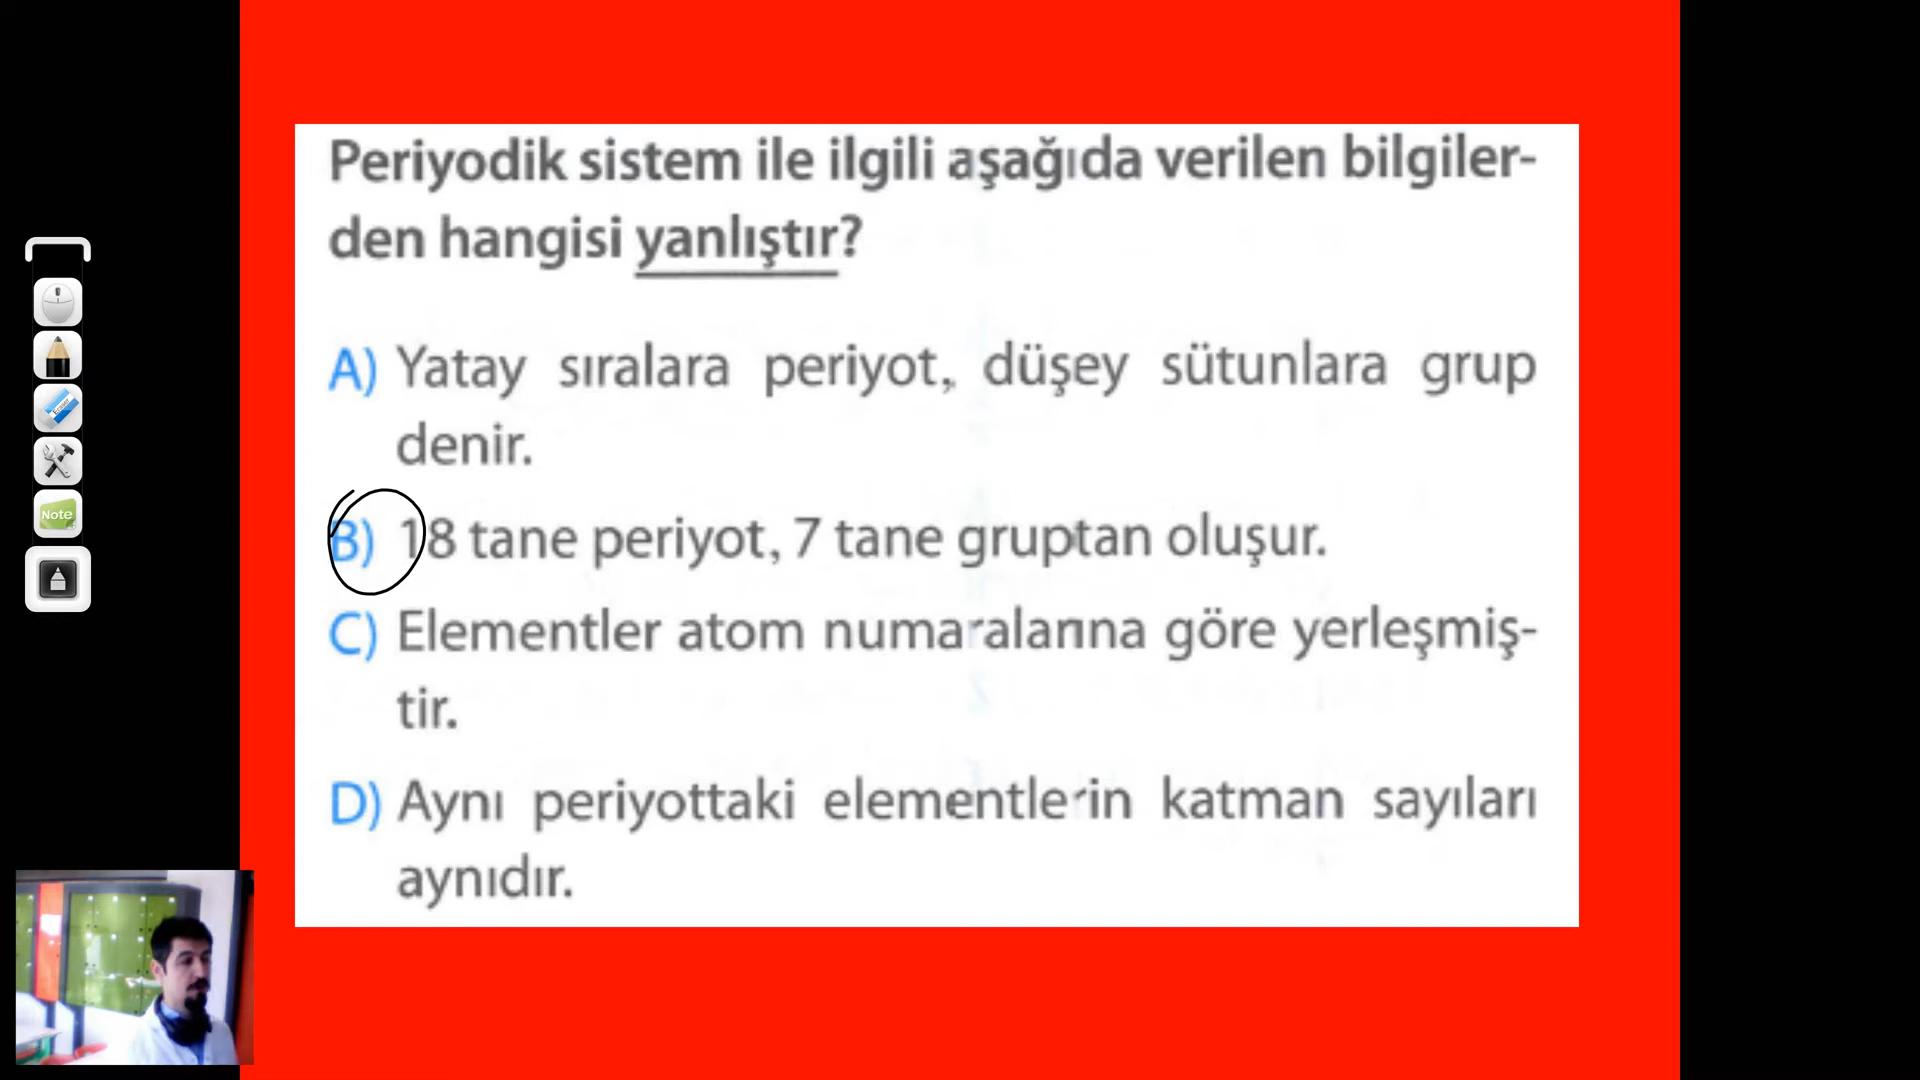 Periyodik sistem ile ilgili aşağıda verilen bilgiler-
den hangisi yanlıştır?
A) Yatay sıralara periyot, düşey sütunlara grup
denir.
B) 18 tane periyot, 7 tane gruptan oluşur.
C) Elementler atom numaralarına göre yerleşmiş-
tir.
D) Aynı periyottaki elementlerin katman sayıları
aynıdır.
Note